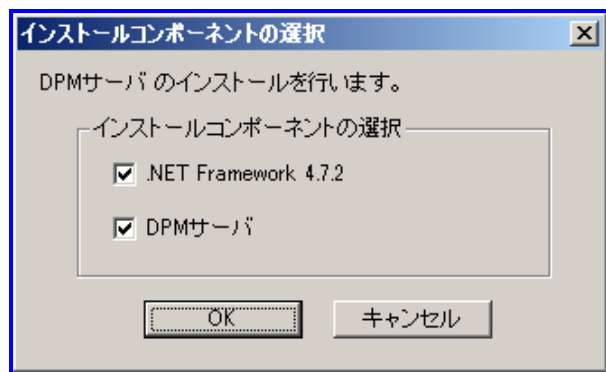 インストールコンポーネントの選択
DPMサーバ のインストールを行います。
インストールコンポーネントの選択
.NET Framework 4.7.2
DPMサーバ
OK
キャンセル